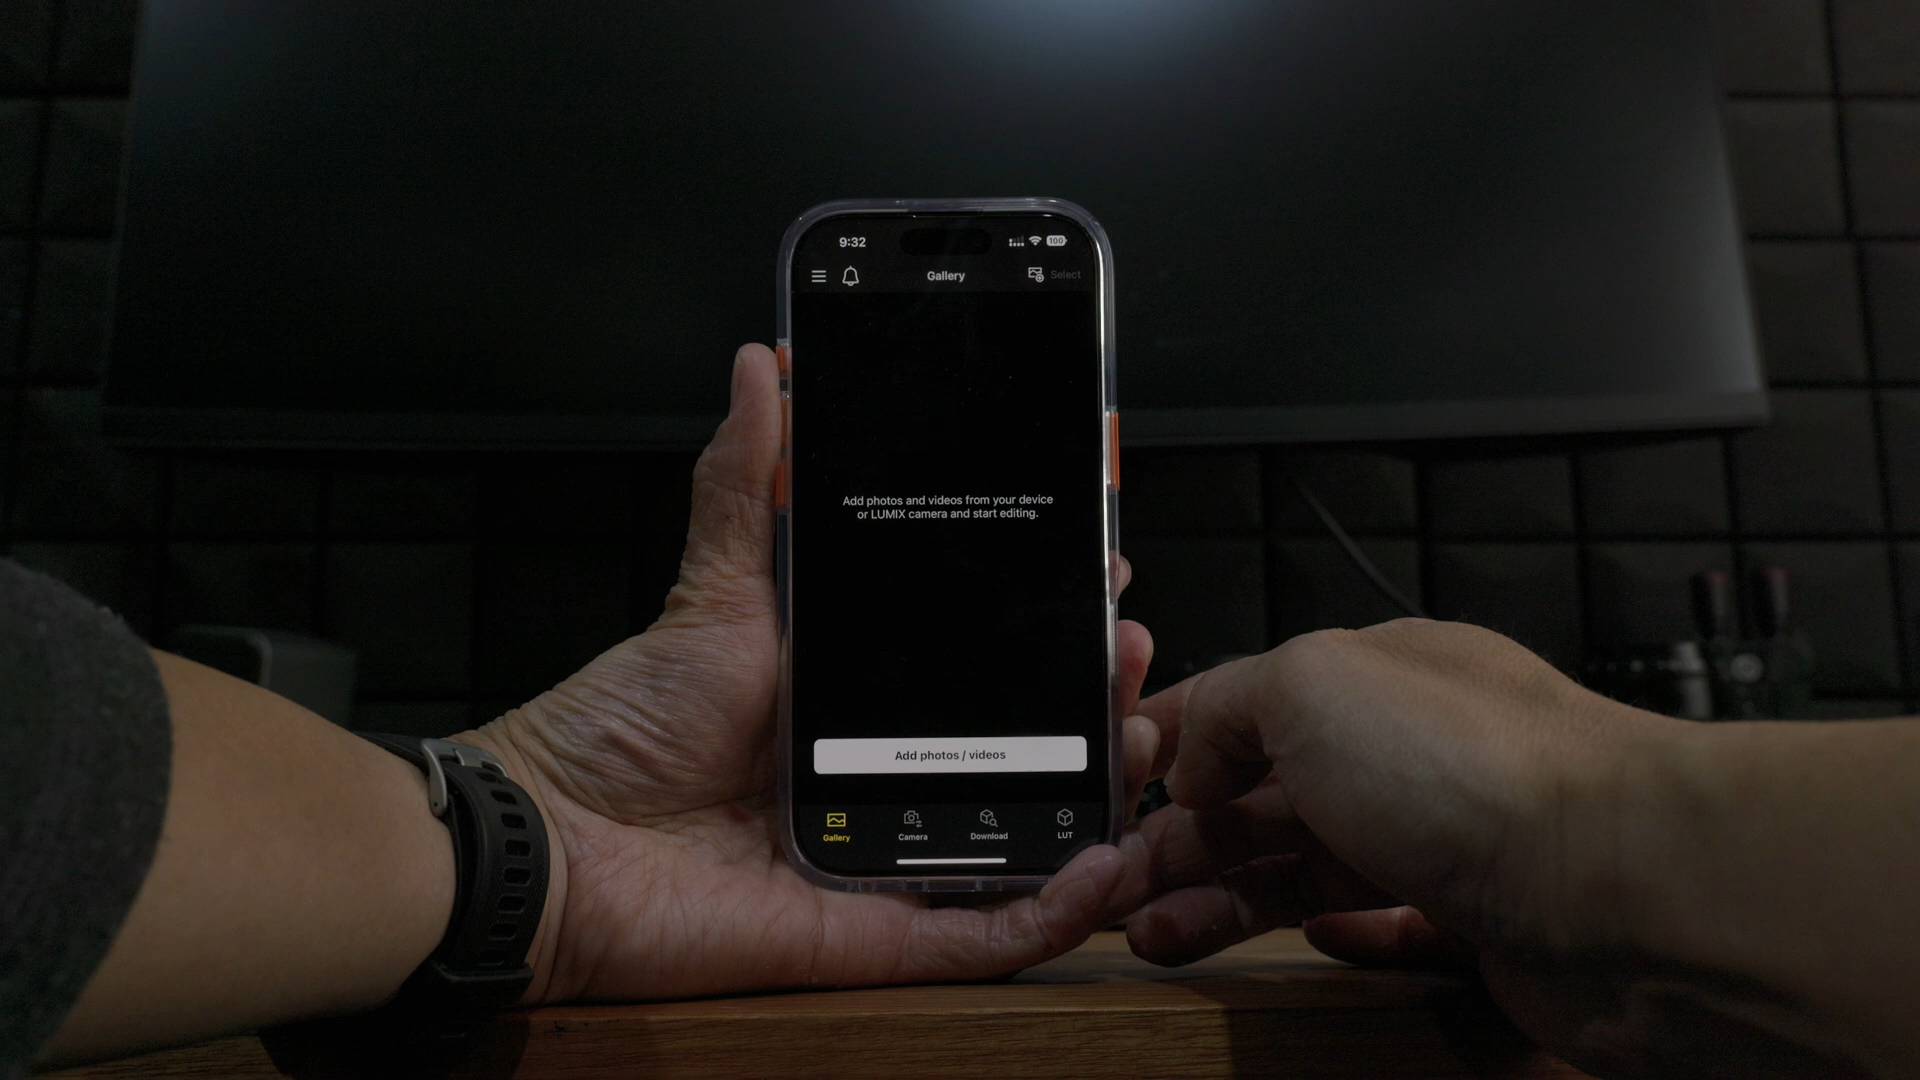 9:32
100
Gallery
Select
Add photos and videos from your device
or LUMIX camera and start editing.
Add photos / videos
Gallery
Camera
Download
LUT